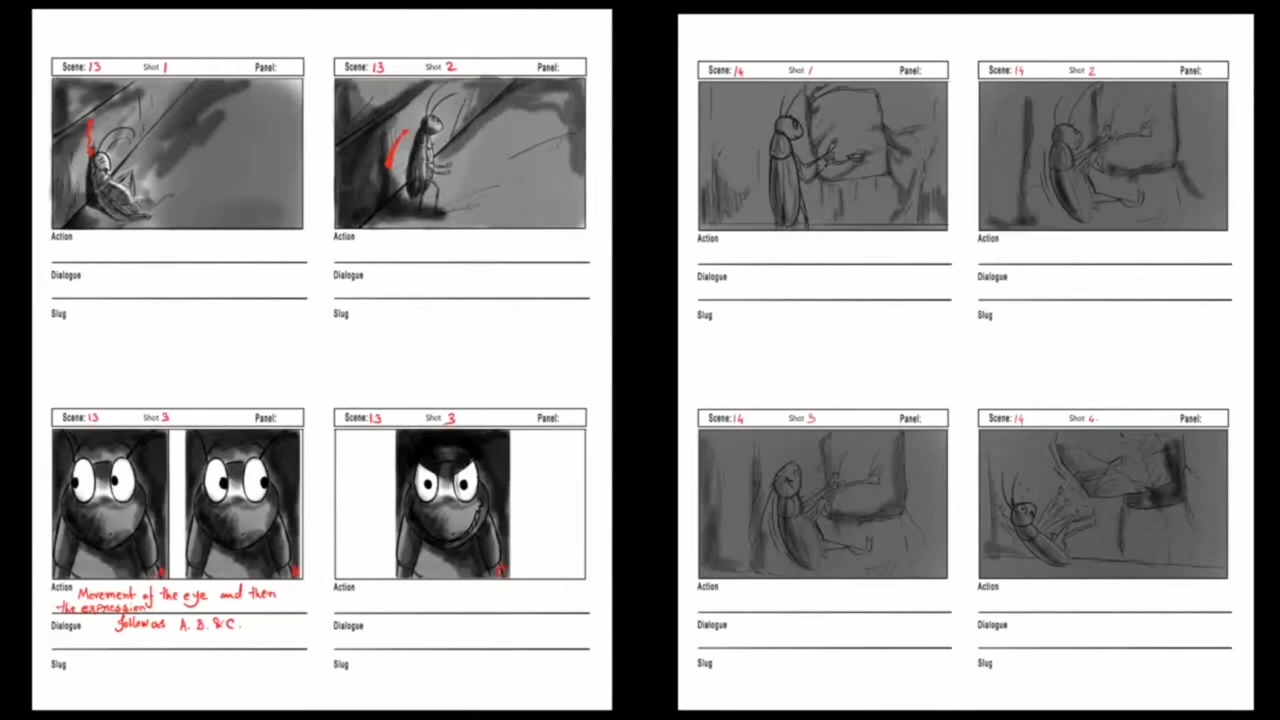 Scene: 13 Shot 1 Panel:
Scene: 13 Shot 2 Panel:
Action
Action
Dialogue
Dialogue
Slug
Slug
Scene: 13 Shot 3 Panel:
Scene: 13 Shot 3 Panel:
Action Movement of the eye and then
the expression
Dialogue follow as A. B. & C.
Slug
Action
Dialogue
Slug
Scene: 14 Shot 1 Panel:
Scene: 14 Shot 2 Panel:
Action
Action
Dialogue
Dialogue
Slug
Slug
Scene: 14 Shot 3 Panel:
Scene: 14 Shot 4. Panel:
Action
Action
Dialogue
Dialogue
Slug
Slug